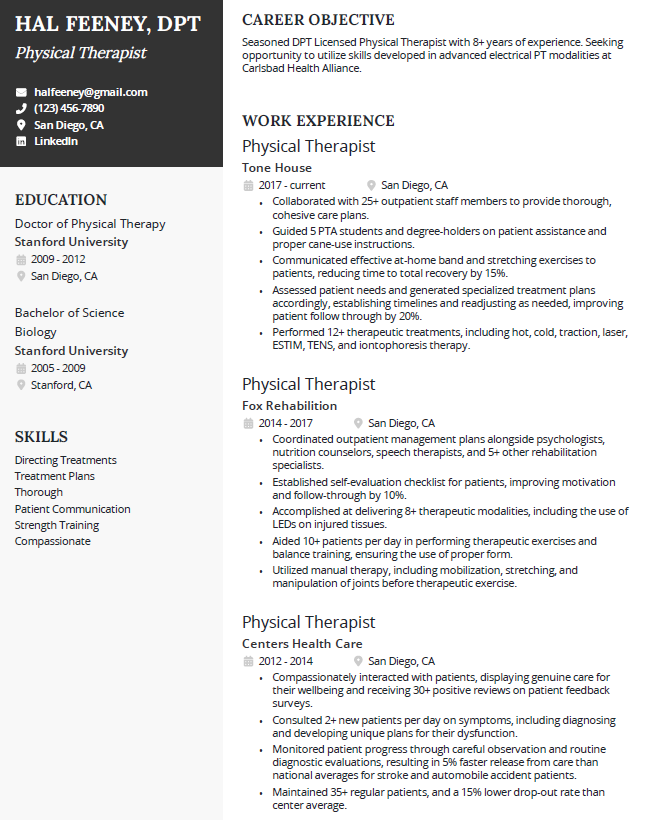 HAL FEENEY, DPT
Physical Therapist
halfeeney@gmail.com
(123) 456-7890
San Diego, CA
LinkedIn
EDUCATION
Doctor of Physical Therapy
Stanford University
2009 - 2012
San Diego, CA
Bachelor of Science
Biology
Stanford University
2005 - 2009
Stanford, CA
SKILLS
Directing Treatments
Treatment Plans
Thorough
Patient Communication
Strength Training
Compassionate
CAREER OBJECTIVE
Seasoned DPT Licensed Physical Therapist with 8+ years of experience. Seeking
opportunity to utilize skills developed in advanced electrical PT modalities at
Carlsbad Health Alliance.
WORK EXPERIENCE
Physical Therapist
Tone House
2017 - current San Diego, CA
• Collaborated with 25+ outpatient staff members to provide thorough,
cohesive care plans.
• Guided 5 PTA students and degree-holders on patient assistance and
proper cane-use instructions.
• Communicated effective at-home band and stretching exercises to
patients, reducing time to total recovery by 15%.
• Assessed patient needs and generated specialized treatment plans
accordingly, establishing timelines and readjusting as needed, improving
patient follow through by 20%.
• Performed 12+ therapeutic treatments, including hot, cold, traction, laser,
ESTIM, TENS, and iontophoresis therapy.
Physical Therapist
Fox Rehabilition
2014 - 2017 San Diego, CA
• Coordinated outpatient management plans alongside psychologists,
nutrition counselors, speech therapists, and 5+ other rehabilitation
specialists.
• Established self-evaluation checklist for patients, improving motivation
and follow-through by 10%.
• Accomplished at delivering 8+ therapeutic modalities, including the use of
LEDs on injured tissues.
• Aided 10+ patients per day in performing therapeutic exercises and
balance training, ensuring the use of proper form.
• Utilized manual therapy, including mobilization, stretching, and
manipulation of joints before therapeutic exercise.
Physical Therapist
Centers Health Care
2012 - 2014 San Diego, CA
• Compassionately interacted with patients, displaying genuine care for
their wellbeing and receiving 30+ positive reviews on patient feedback
surveys.
• Consulted 2+ new patients per day on symptoms, including diagnosing
and developing unique plans for their dysfunction.
• Monitored patient progress through careful observation and routine
diagnostic evaluations, resulting in 5% faster release from care than
national averages for stroke and automobile accident patients.
• Maintained 35+ regular patients, and a 15% lower drop-out rate than
center average.